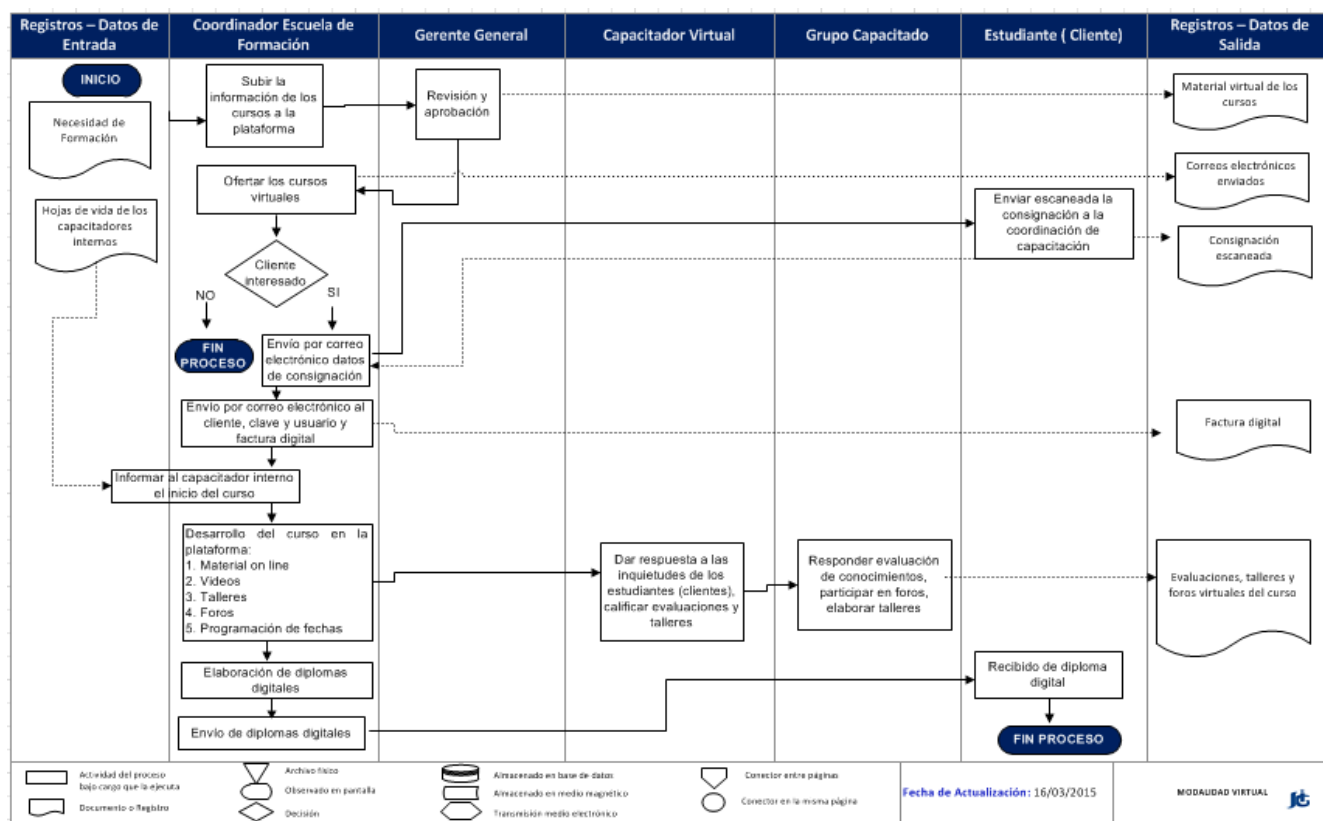 Registros – Datos de
Entrada
Coordinador Escuela de
Formación
Gerente General
Capacitador Virtual
Grupo Capacitado
Estudiante ( Cliente)
Registros – Datos de
Salida
INICIO
Necesidad de
Formación
Subir la
información de los
cursos a la
plataforma
Revisión y
aprobación
Material virtual de los
cursos
Ofertar los cursos
virtuales
Correos electrónicos
enviados
Hojas de vida de los
capacitadores
internos
Enviar escaneada la
consignación a la
coordinación de
capacitación
Consignación
escaneada
Cliente
interesado
NO
SI
FIN
PROCESO
Envío por correo
electrónico datos
de consignación
Envío por correo electrónico al
cliente, clave y usuario y
factura digital
Factura digital
Informar al capacitador interno
el inicio del curso
Desarrollo del curso en la
plataforma:
1. Material on line
2. Videos
3. Talleres
4. Foros
5. Programación de fechas
Dar respuesta a las
inquietudes de los
estudiantes (clientes),
calificar evaluaciones y
talleres
Responder evaluación
de conocimientos,
participar en foros,
elaborar talleres
Evaluaciones, talleres y
foros virtuales del curso
Elaboración de diplomas
digitales
Recibido de diploma
digital
Envío de diplomas digitales
FIN PROCESO
Actividad del proceso
bajo cargo que la ejecuta
Documento o Registro
Archivo físico
Observado en pantalla
Decisión
Almacenado en base de datos
Almacenado en medio magnético
Transmisión medio electrónico
Conector entre páginas
Conector en la misma página
Fecha de Actualización: 16/03/2015
MODALIDAD VIRTUAL